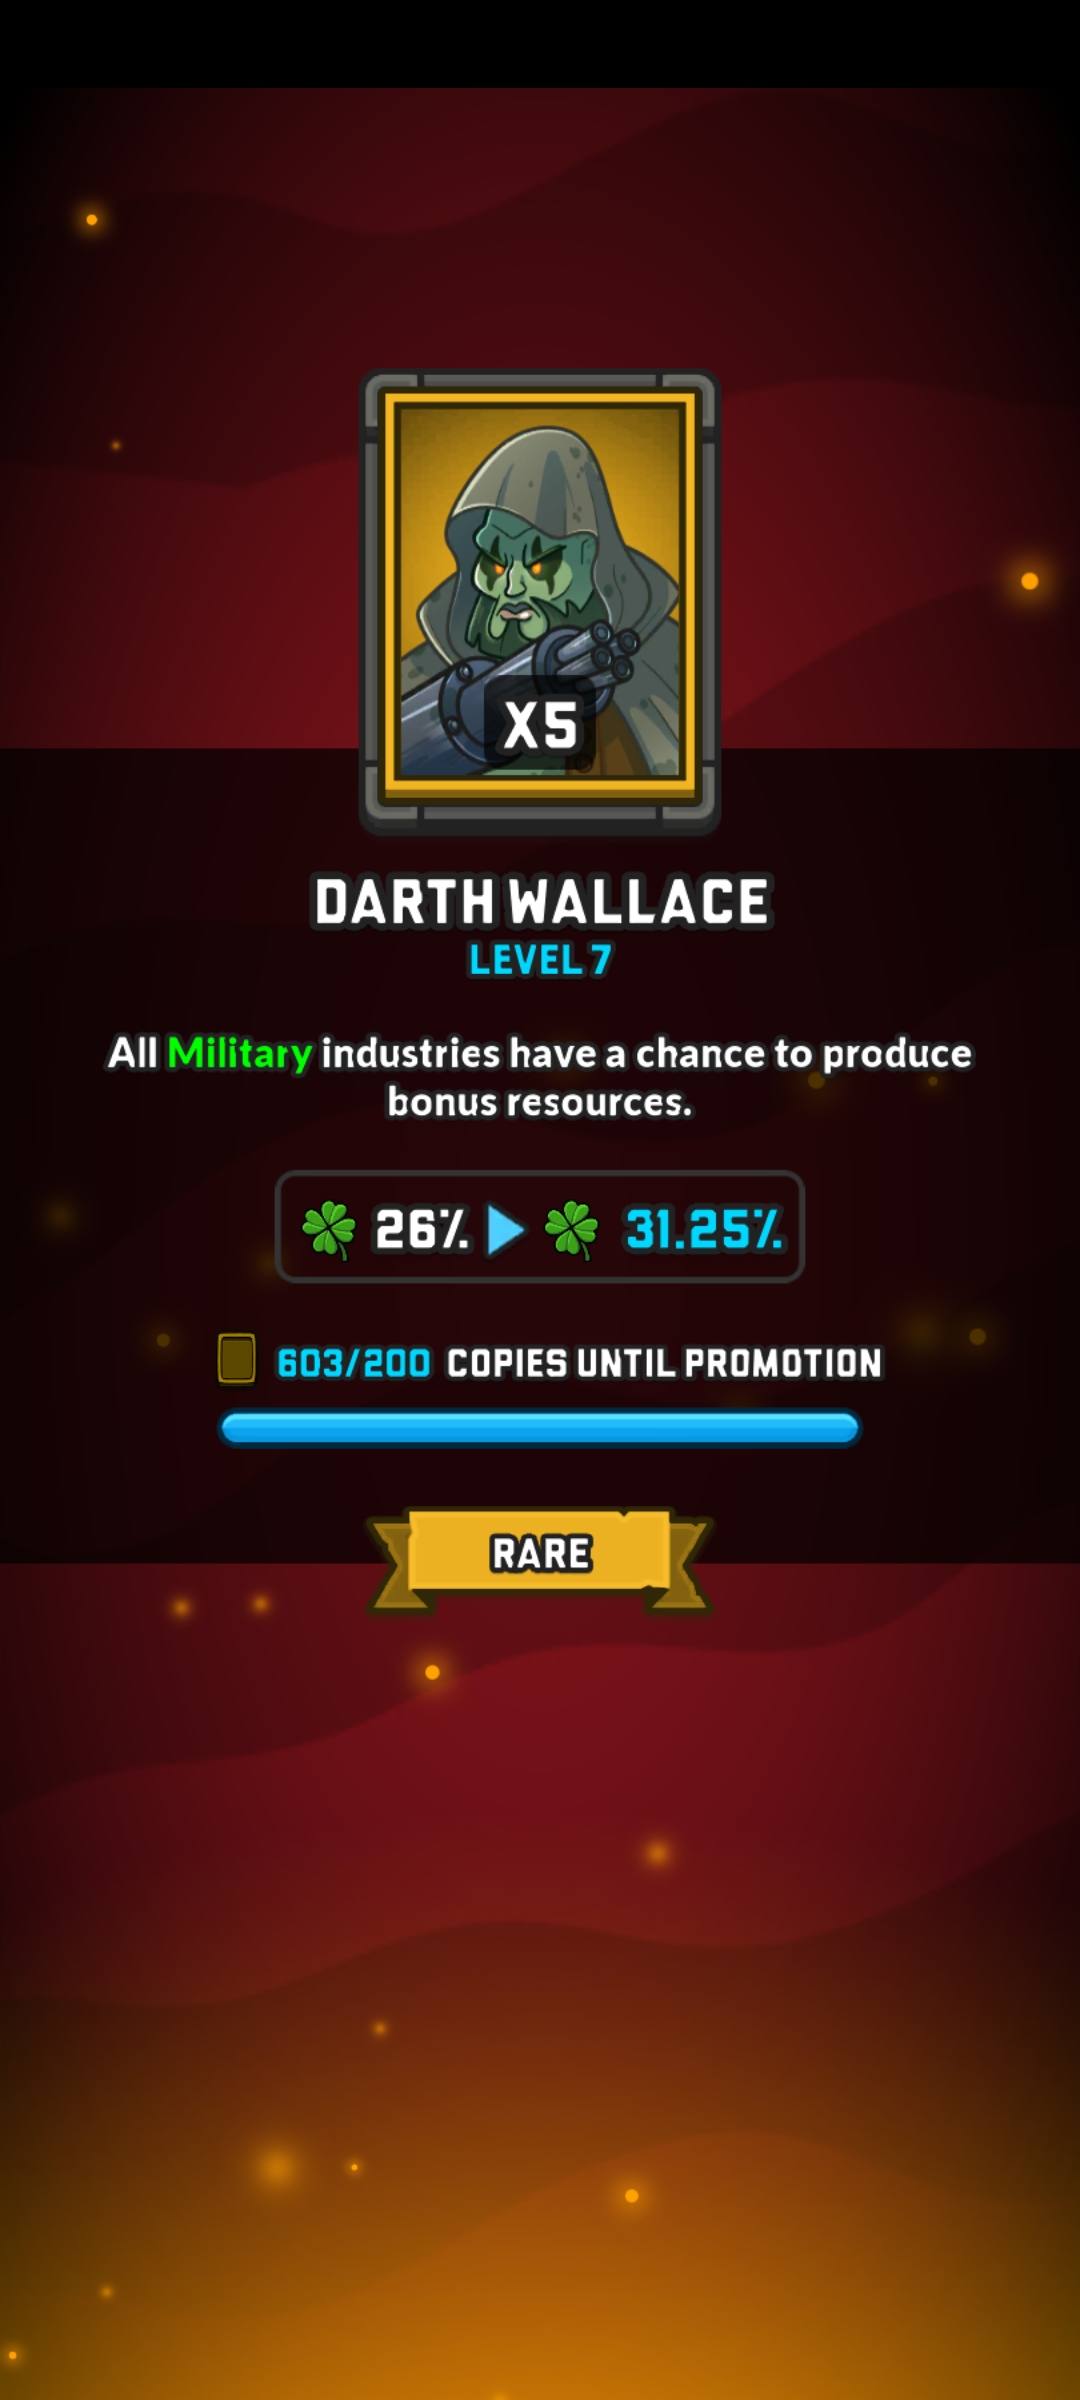 X5
DARTH WALLACE
LEVEL 7
All Military industries have a chance to produce
bonus resources.
26% 31.25%
603/200 COPIES UNTIL PROMOTION
RARE